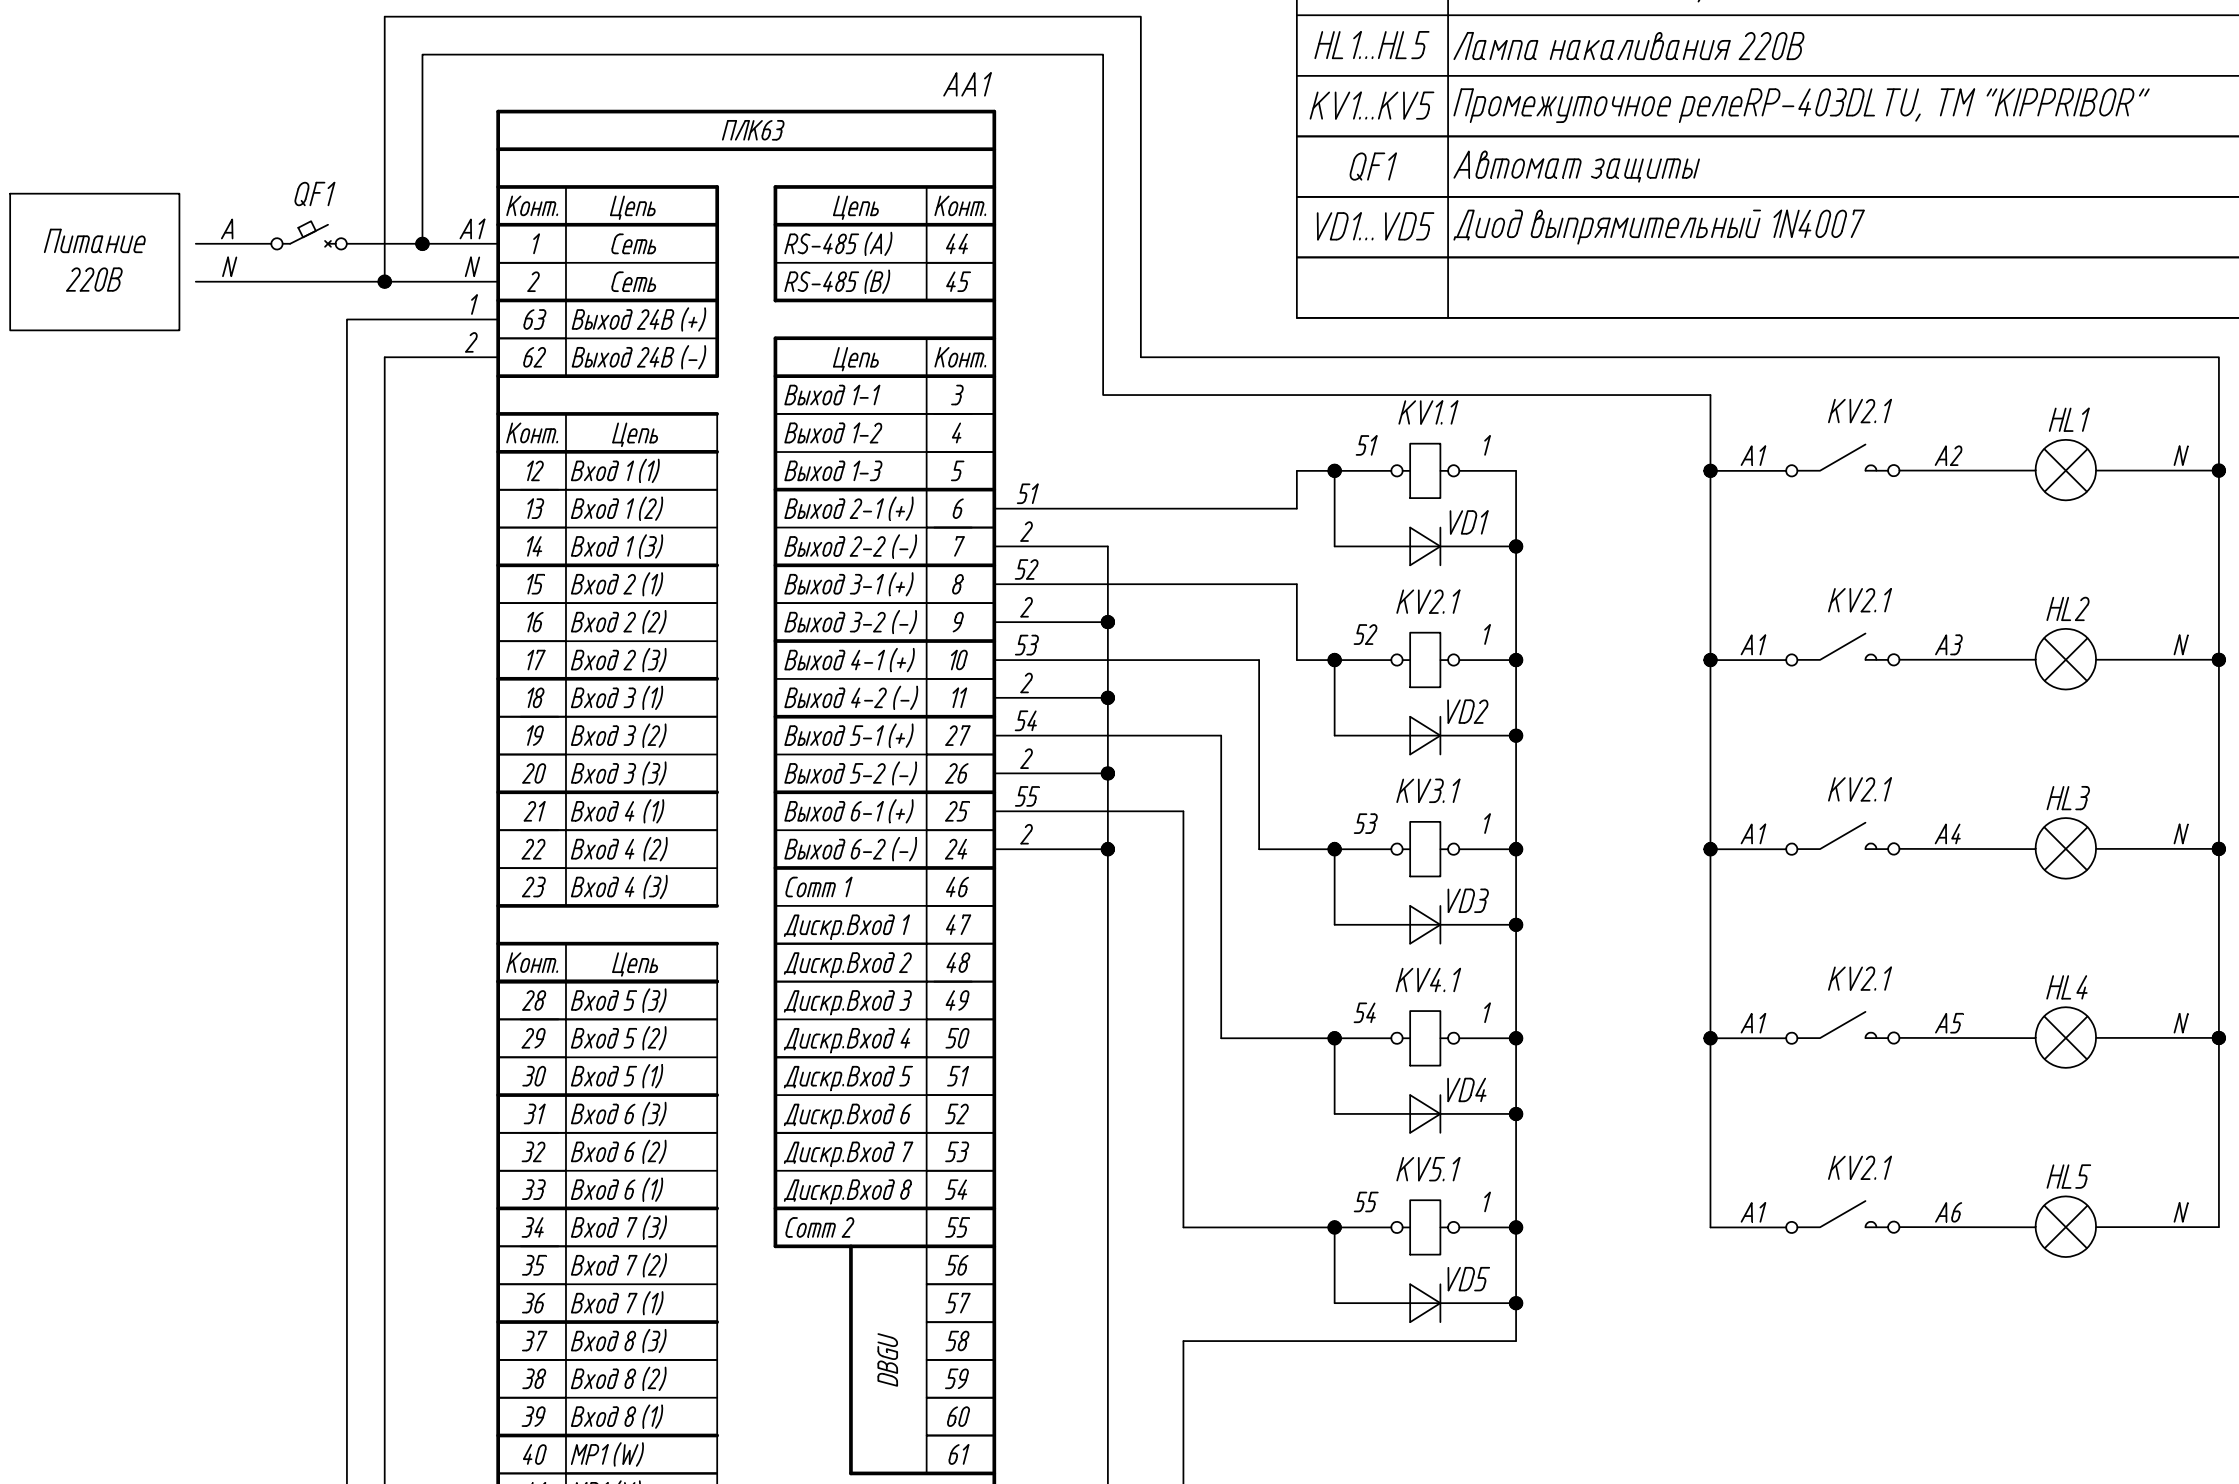 HL1...HL5 Лампа накаливания 220В
KV1...KV5 Промежуточное релеRP-403DLTU, ТМ "KIPPRIBOR"
QF1 Автомат защиты
VD1...VD5 Диод выпрямительный 1N4007
AA1
ПЛК63
Питание
220В
QF1
A
N
A1
N
1
2
Конт. Цепь
1 Сеть
2 Сеть
63 Выход 24В (+)
62 Выход 24В (-)
Конт. Цепь
12 Вход 1 (1)
13 Вход 1 (2)
14 Вход 1 (3)
15 Вход 2 (1)
16 Вход 2 (2)
17 Вход 2 (3)
18 Вход 3 (1)
19 Вход 3 (2)
20 Вход 3 (3)
21 Вход 4 (1)
22 Вход 4 (2)
23 Вход 4 (3)
Конт. Цепь
28 Вход 5 (3)
29 Вход 5 (2)
30 Вход 5 (1)
31 Вход 6 (3)
32 Вход 6 (2)
33 Вход 6 (1)
34 Вход 7 (3)
35 Вход 7 (2)
36 Вход 7 (1)
37 Вход 8 (3)
38 Вход 8 (2)
39 Вход 8 (1)
40 MP1 (W)
Цепь Конт.
RS-485 (A) 44
RS-485 (B) 45
Цепь Конт.
Выход 1-1 3
Выход 1-2 4
Выход 1-3 5
Выход 2-1 (+) 6
Выход 2-2 (-) 7
Выход 3-1 (+) 8
Выход 3-2 (-) 9
Выход 4-1 (+) 10
Выход 4-2 (-) 11
Выход 5-1 (+) 27
Выход 5-2 (-) 26
Выход 6-1 (+) 25
Выход 6-2 (-) 24
Comm 1 46
Дискр.Вход 1 47
Дискр.Вход 2 48
Дискр.Вход 3 49
Дискр.Вход 4 50
Дискр.Вход 5 51
Дискр.Вход 6 52
Дискр.Вход 7 53
Дискр.Вход 8 54
Comm 2 55
DBGU
56
57
58
59
60
61
51
2
52
2
53
2
54
2
55
2
KV1.1
51 1
VD1
KV2.1
52 1
VD2
KV3.1
53 1
VD3
KV4.1
54 1
VD4
KV5.1
55 1
VD5
KV2.1 HL1
A1 A2 N
KV2.1 HL2
A1 A3 N
KV2.1 HL3
A1 A4 N
KV2.1 HL4
A1 A5 N
KV2.1 HL5
A1 A6 N